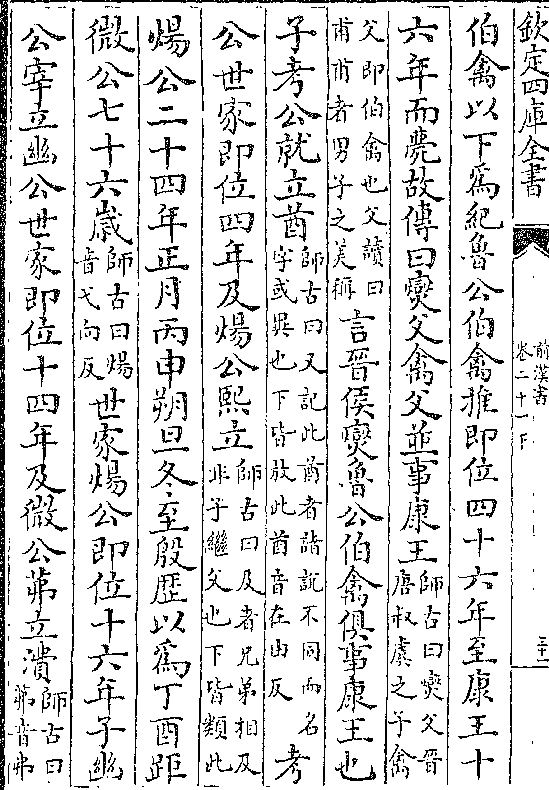 欽定四庫全書
前漢書
卷二十一下
伯禽以下為紀魯公伯禽推即位四十六年至康王十
六年而薨故傳曰燮父禽父並事康王師古曰燮父晉唐叔虞之子禽
父即伯禽也父讀曰甫甫者男子之美稱言晉侯燮魯公伯禽俱事康王也
子考公就立酋師古曰又記此酋者諸説不同而名字或異也下皆放此酋音在由反考
公世家即位四年及煬公熙立師古曰及者兄弟相及非子繼父也下皆類此
煬公二十四年正月丙申朔旦冬至殷歴以為丁酉距
微公七十六歲師古曰煬音弋向反世家煬公即位十六年子幽
公宰立幽公世家即位十四年及微公茀立濆師古曰茀音弗